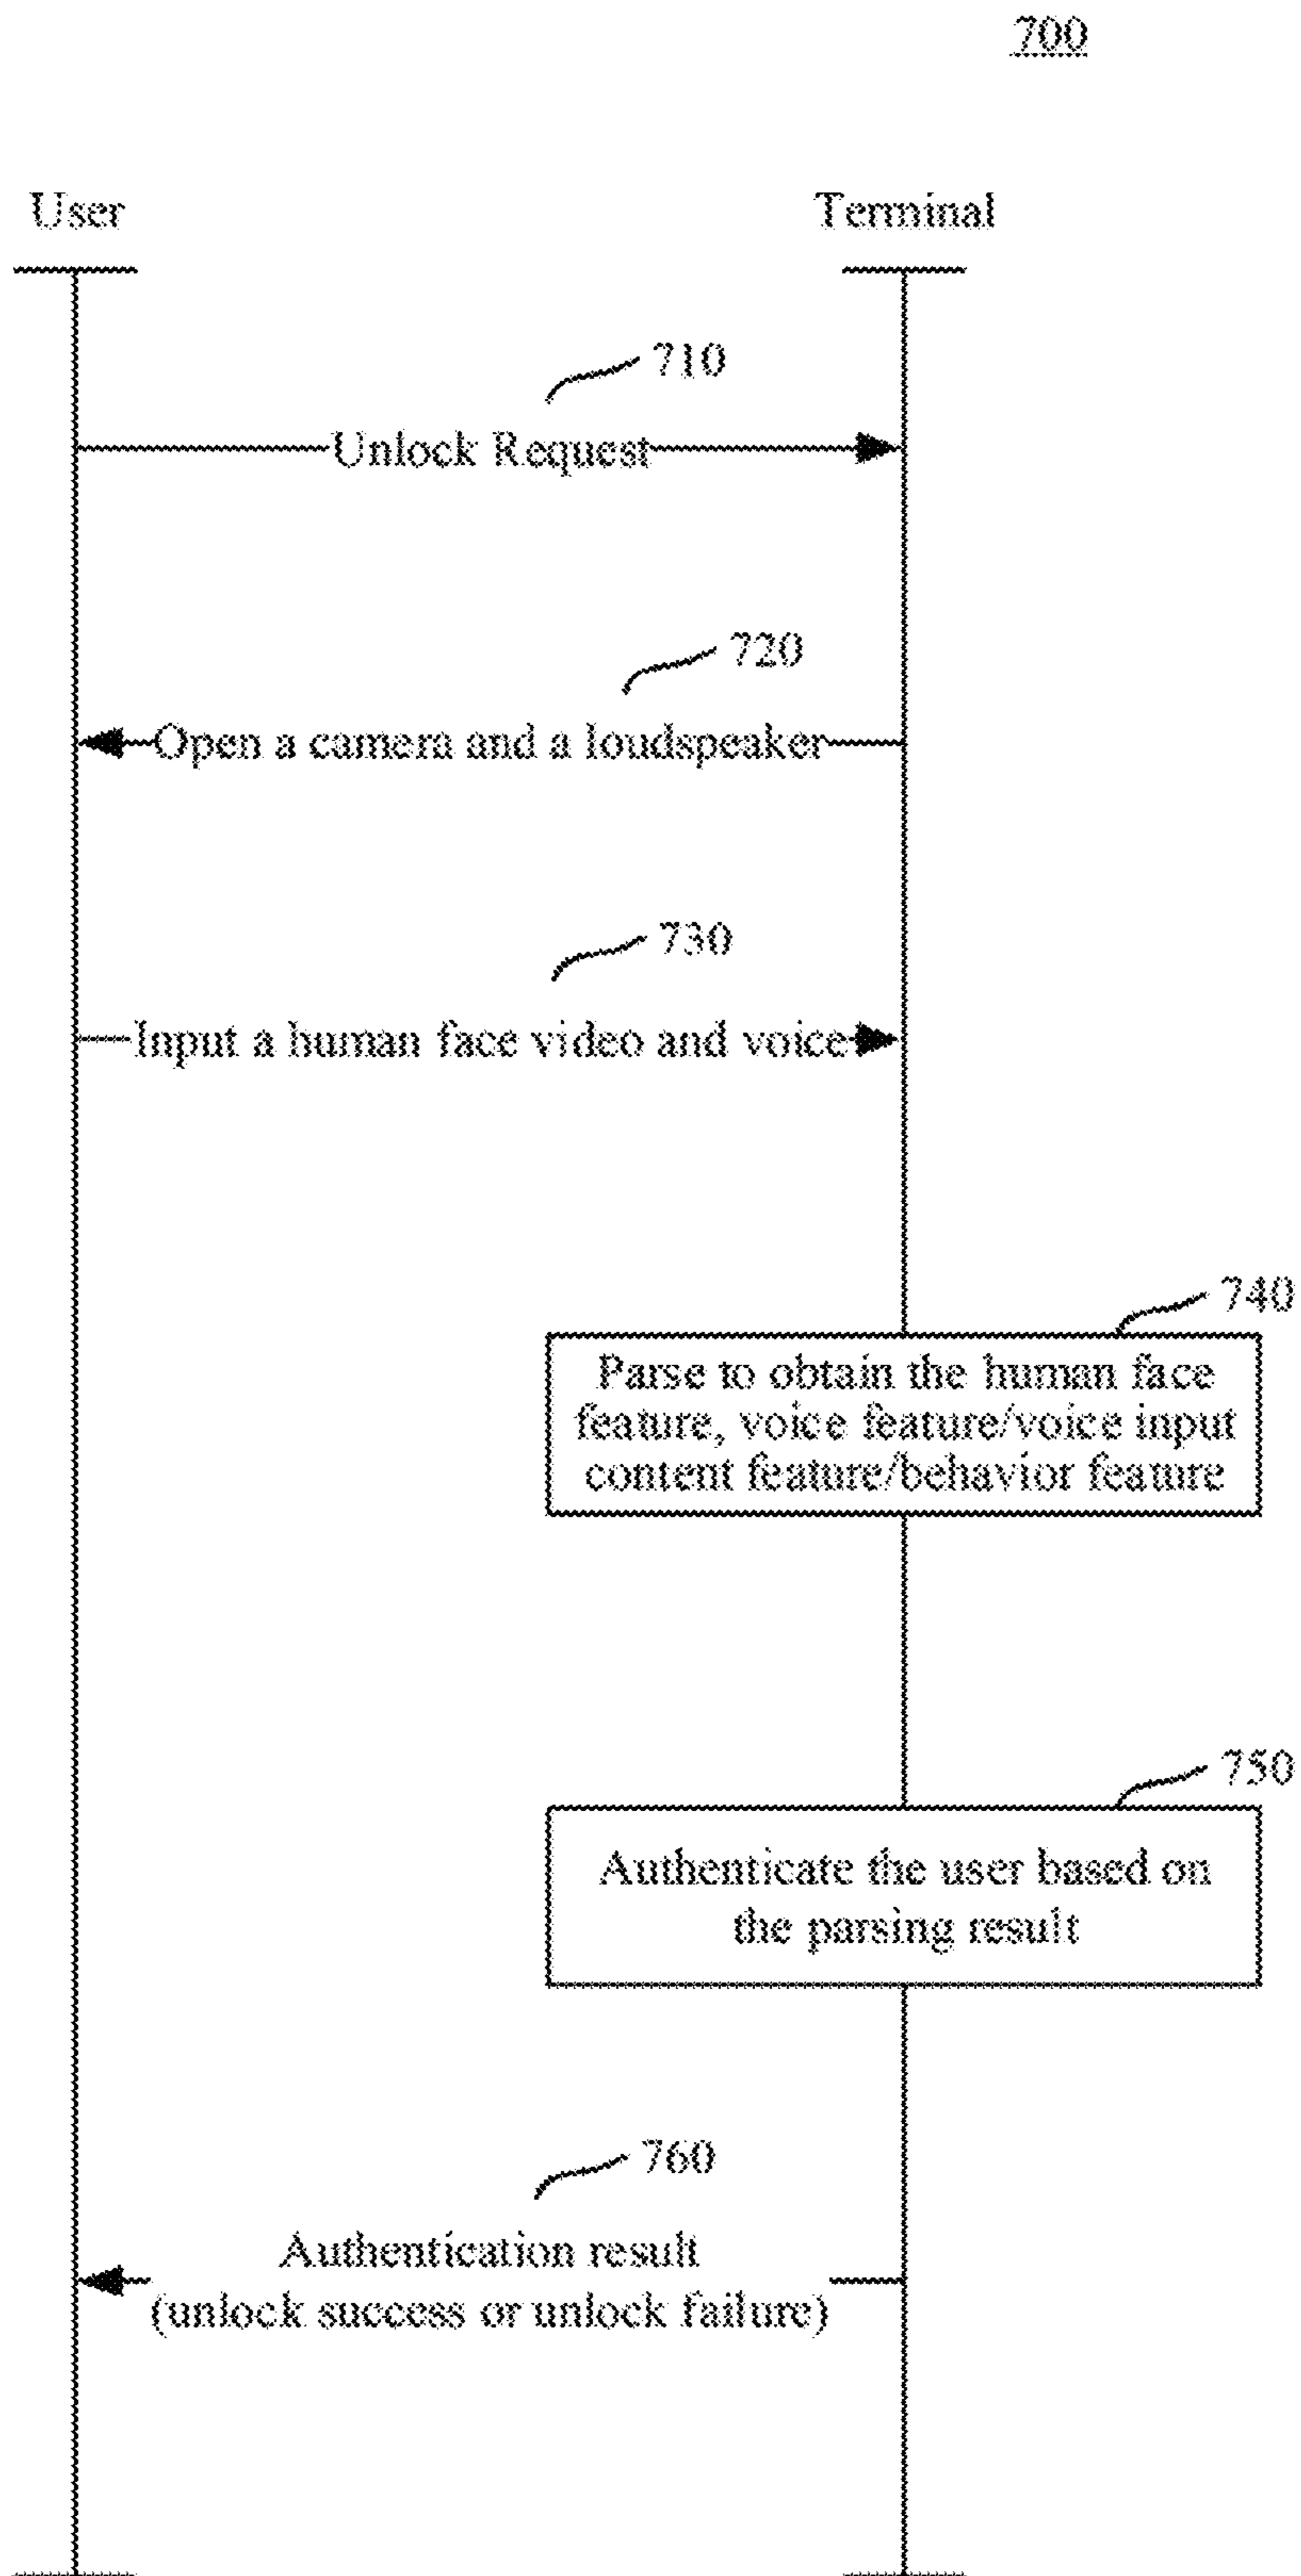 700
User
Terminal
710
Unlock Request
720
Open a camera and a loudspeaker
730
Input a human face video and voice
740
Parse to obtain the human face
feature, voice feature/voice input
content feature/behavior feature
750
Authenticate the user based on
the parsing result
760
Authentication result
(unlock success or unlock failure)